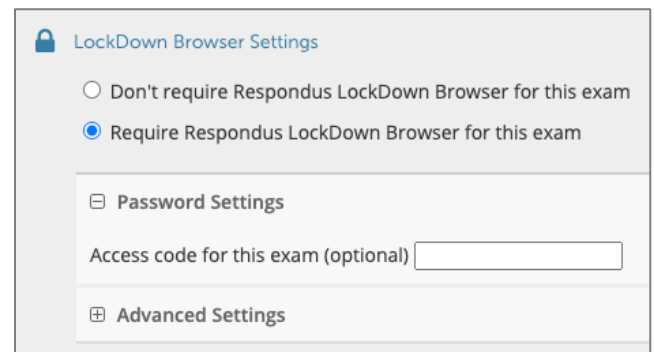 LockDown Browser Settings
Don't require Respondus LockDown Browser for this exam
Require Respondus LockDown Browser for this exam
Password Settings
Access code for this exam (optional)
Advanced Settings